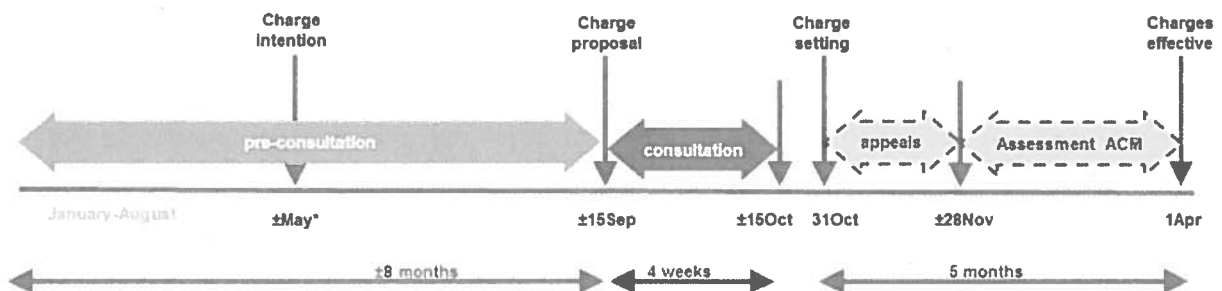 Charge
intention
Charge
proposal
Charge
setting
Charges
effective
pre-consultation
consultation
appeals
Assessment ACM
January-August
±May*
±15Sep
±15Oct
31Oct
±28Nov
1Apr
±8 months
4 weeks
5 months